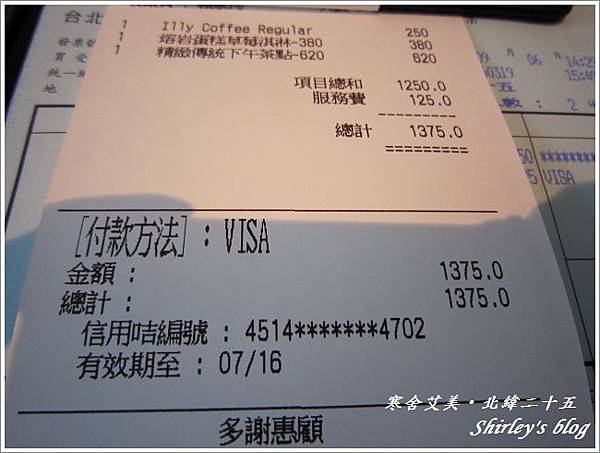 台北
1 Illy Coffee Regular 250
1 熔岩蛋糕草莓淇淋-380 380
1 精緻傳統下午茶點-620 620
項目總和 1250.0
服務費 125.0
----------
總計 1375.0
=========
[付款方法] : VISA
金額 : 1375.0
總計 : 1375.0
信用咭編號 : 4514*******4702
有效期至 : 07/16
多謝惠顧
VISA
寒舍艾美·北緯二十五
Shirley's blog